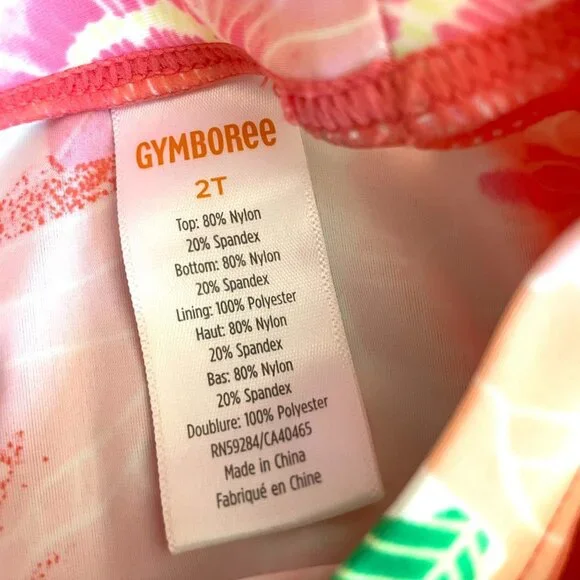 GYMBOREE
2T
Top: 80% Nylon
20% Spandex
Bottom: 80% Nylon
20% Spandex
Lining: 100% Polyester
Haut: 80% Nylon
20% Spandex
Bas: 80% Nylon
20% Spandex
Doublure: 100% Polyester
RN59284/CA40465
Made in China
Fabriqué en Chine